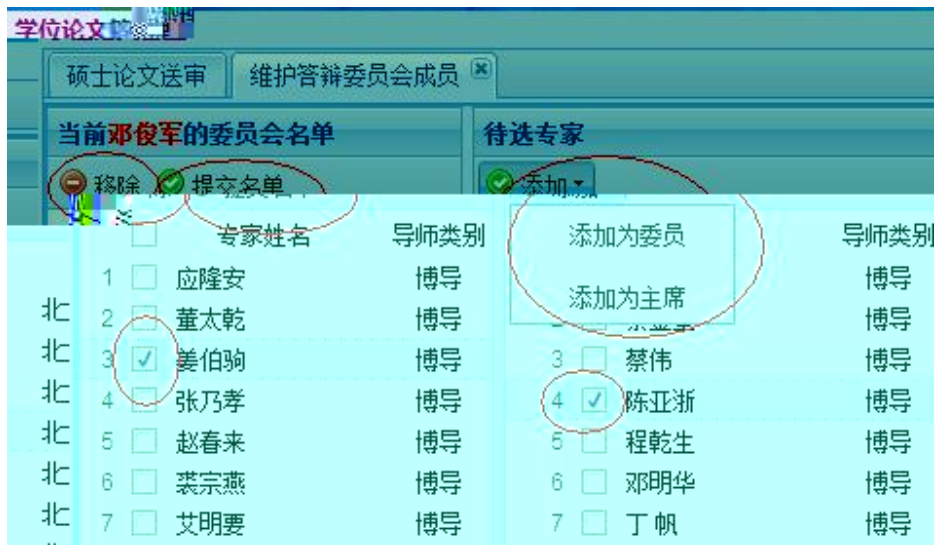 学位论文
硕士论文送审 维护答辩委员会成员
当前邓俊军的委员会名单 待选专家
移除 提交名单 添加
专家姓名 导师类别 添加为委员 导师类别
1 应隆安 博导 博导
添加为主席
北 2 董太乾 博导 博导
北 3 姜伯驹 博导 3 蔡伟 博导
北 4 张乃孝 博导 4 陈亚浙 博导
北 5 赵春来 博导 5 程乾生 博导
北 6 裘宗燕 博导 6 邓明华 博导
北 7 艾明要 博导 7 丁帆 博导